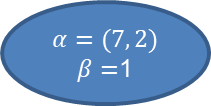 α = (7, 2)
β =1